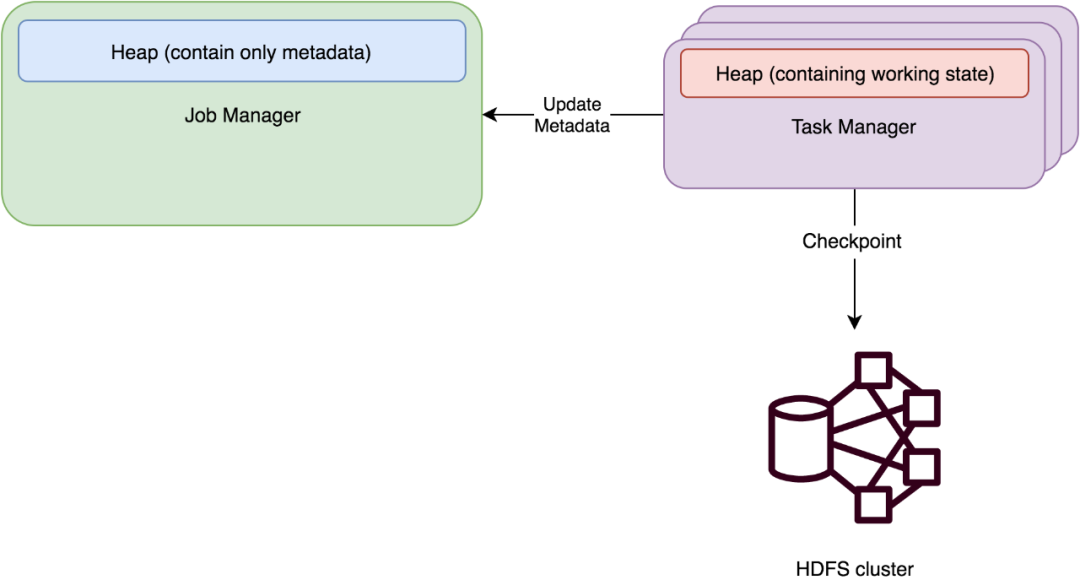 Heap (contain only metadata)
Job Manager
Update
Metadata
Heap (containing working state)
Task Manager
Checkpoint
HDFS cluster